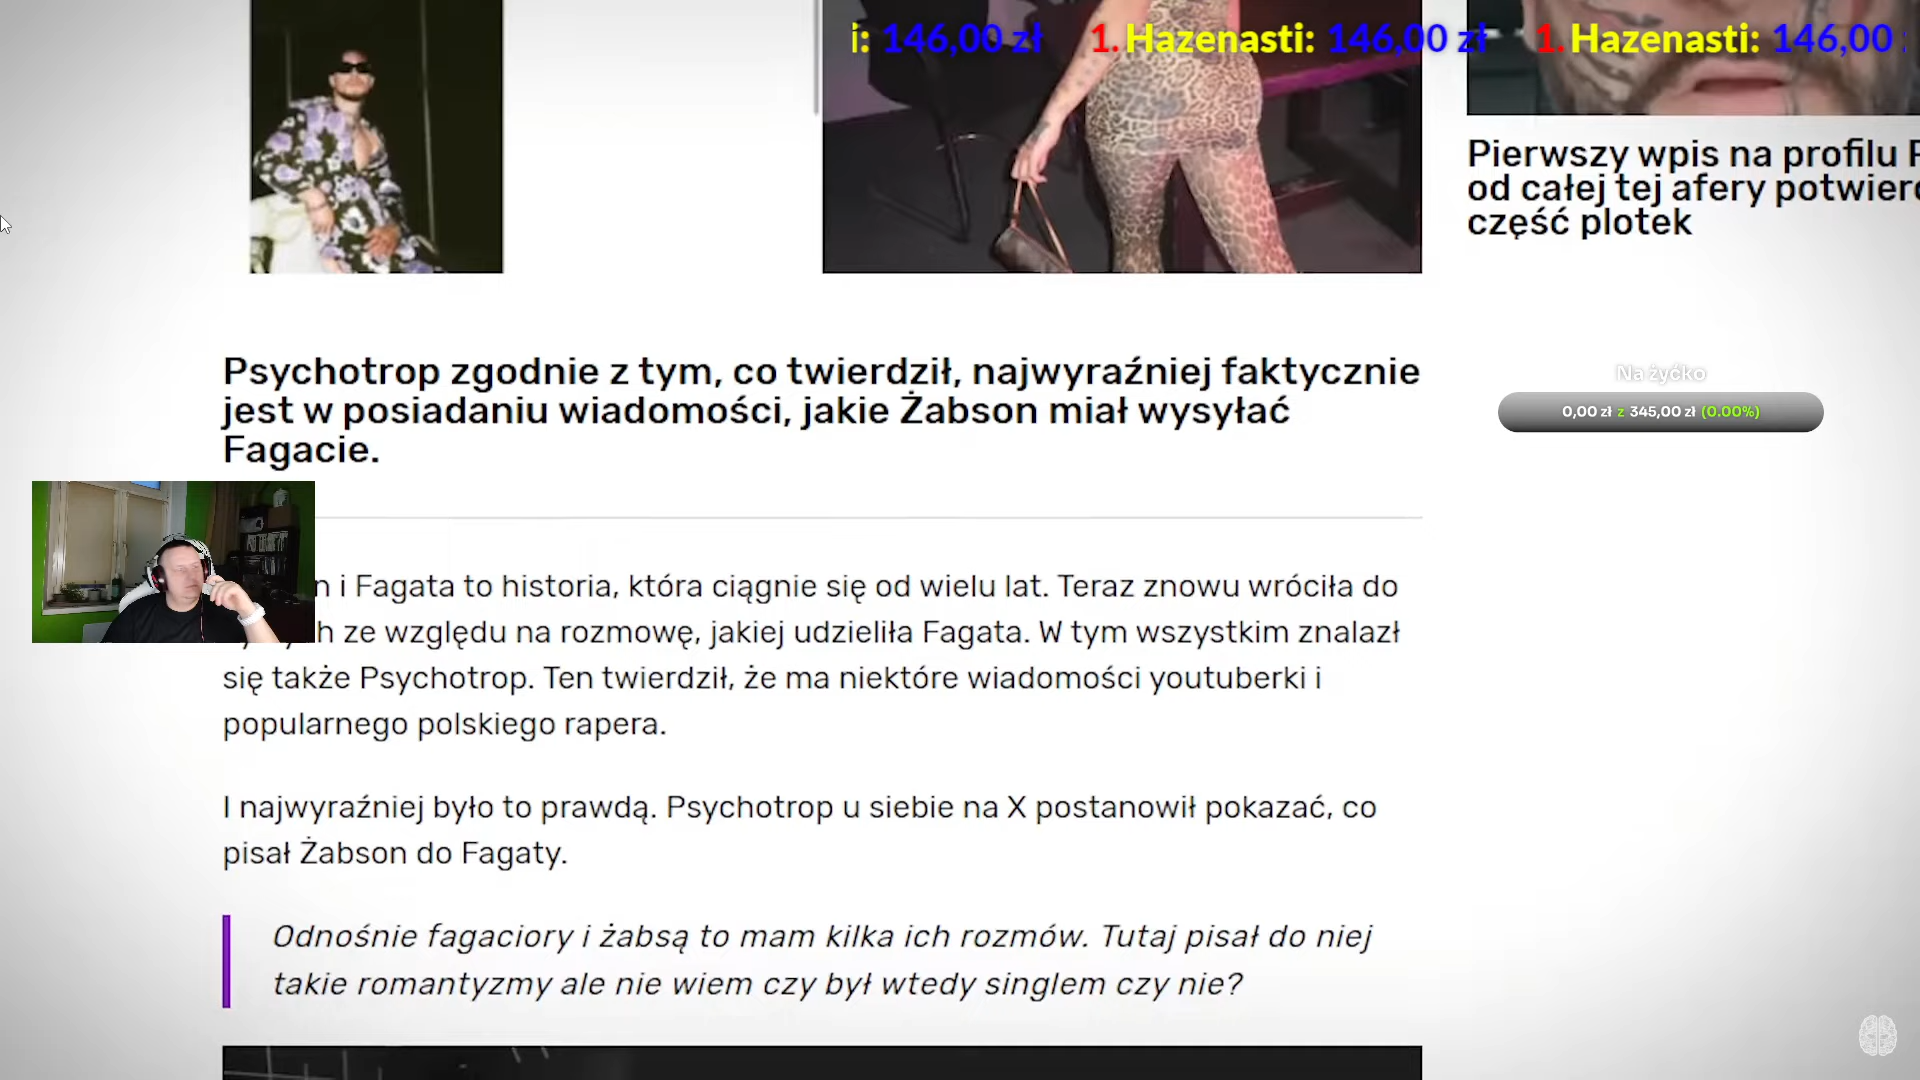 i: 146,00 zł 1. Hazenasti: 146,00 zł 1. Hazenasti: 146,00
Pierwszy wpis na profilu
od całej tej afery
część plotek
Psychotrop zgodnie z tym, co twierdził, najwyraźniej faktycznie
jest w posiadaniu wiadomości, jakie Żabson miał wysyłać
Fagacie.
Na żyćko
0,00 zł z 345,00 zł (0.00%)
n i Fagata to historia, która ciągnie się od wielu lat. Teraz znowu wróciła do
h ze względu na rozmowę, jakiej udzieliła Fagata. W tym wszystkim znalazł
się także Psychotrop. Ten twierdził, że ma niektóre wiadomości youtuberki i
popularnego polskiego rapera.
I najwyraźniej było to prawdą. Psychotrop u siebie na X postanowił pokazać, co
pisał Żabson do Fagaty.
Odnośnie fagaciory i żabsą to mam kilka ich rozmów. Tutaj pisał do niej
takie romantyzmy ale nie wiem czy był wtedy singlem czy nie?